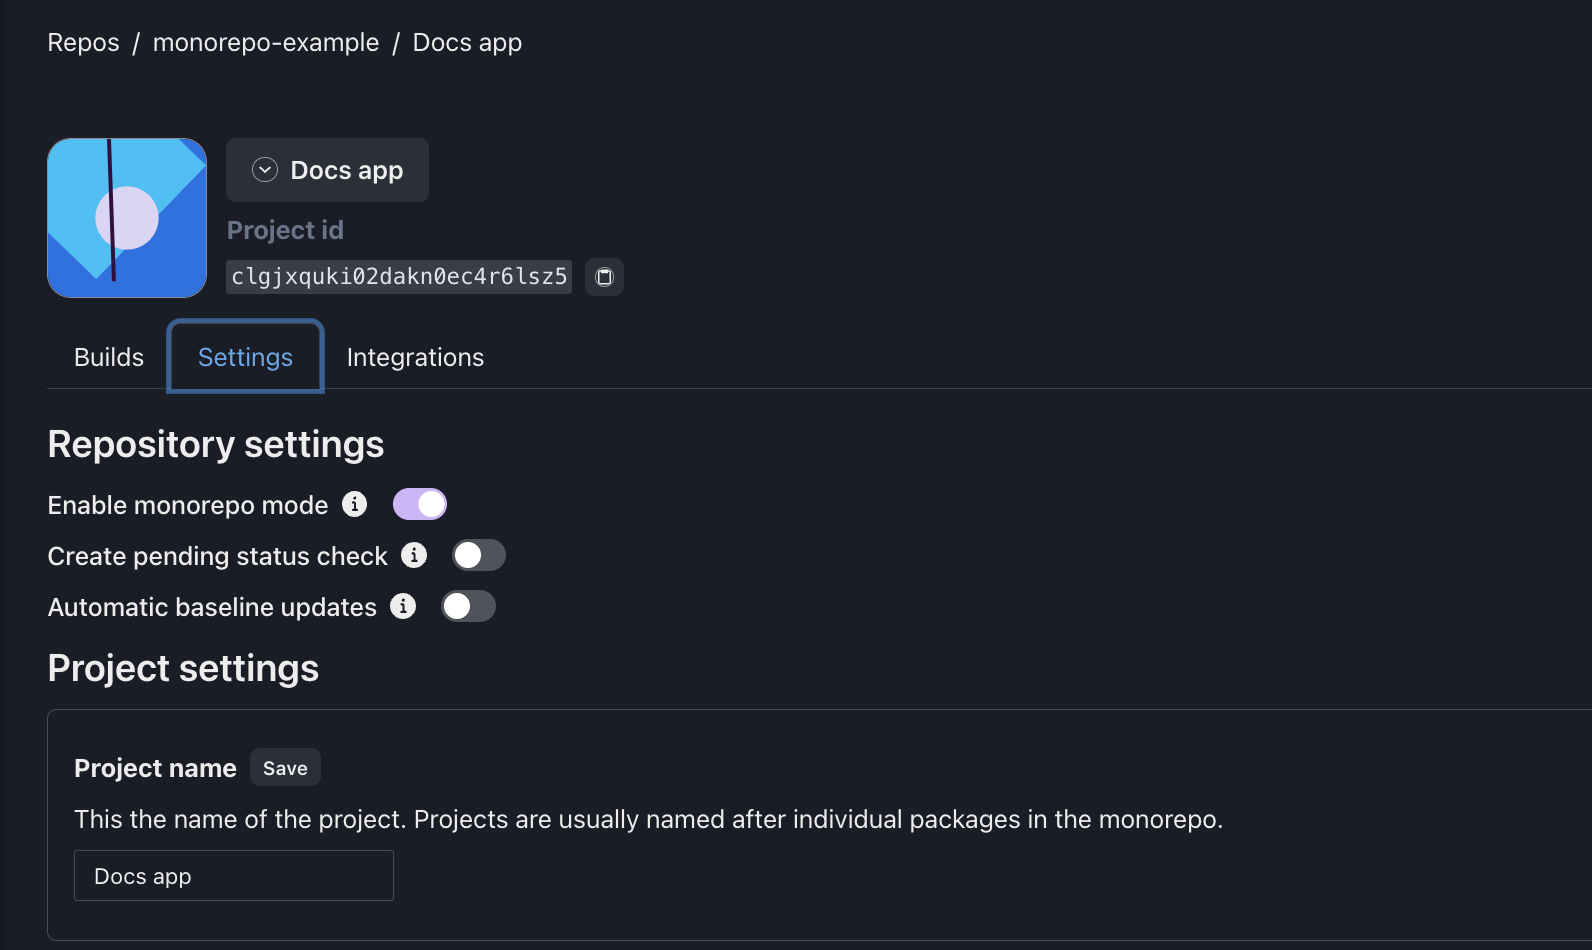 Repos / monorepo-example / Docs app
Docs app
Project id
clgjxquki02dakn0ec4r6lsz5
Builds Settings Integrations
Repository settings
Enable monorepo mode
Create pending status check
Automatic baseline updates
Project settings
Project name Save
This the name of the project. Projects are usually named after individual packages in the monorepo.
Docs app